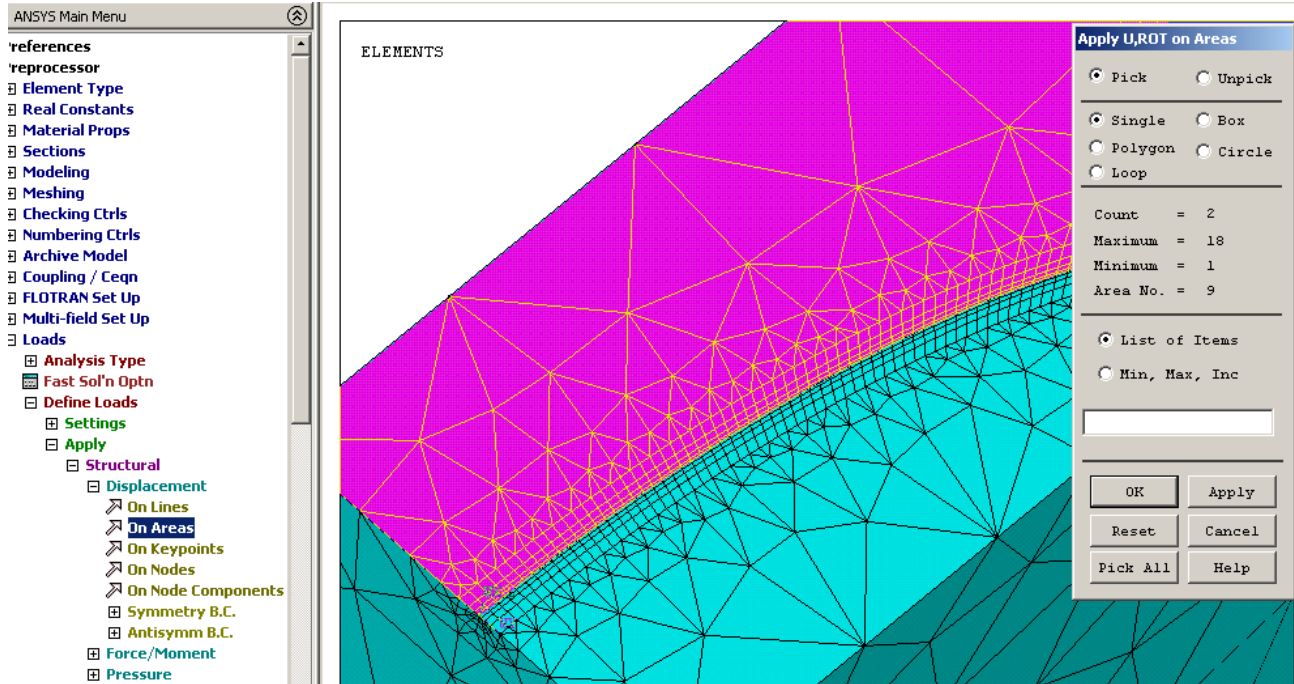 ANSYS Main Menu
'references
'reprocessor
Element Type
Real Constants
Material Props
Sections
Modeling
Meshing
Checking Ctrls
Numbering Ctrls
Archive Model
Coupling / Ceqn
FLOTRAN Set Up
Multi-field Set Up
Loads
Analysis Type
Fast Sol'n Optn
Define Loads
Settings
Apply
Structural
Displacement
On Lines
On Areas
On Keypoints
On Nodes
On Node Components
Symmetry B.C.
Antisymm B.C.
Force/Moment
Pressure
ELEMENTS
Apply U,ROT on Areas
Pick Unpick
Single Box
Polygon Circle
Loop
Count = 2
Maximum = 18
Minimum = 1
Area No. = 9
List of Items
Min, Max, Inc
OK Apply
Reset Cancel
Pick All Help